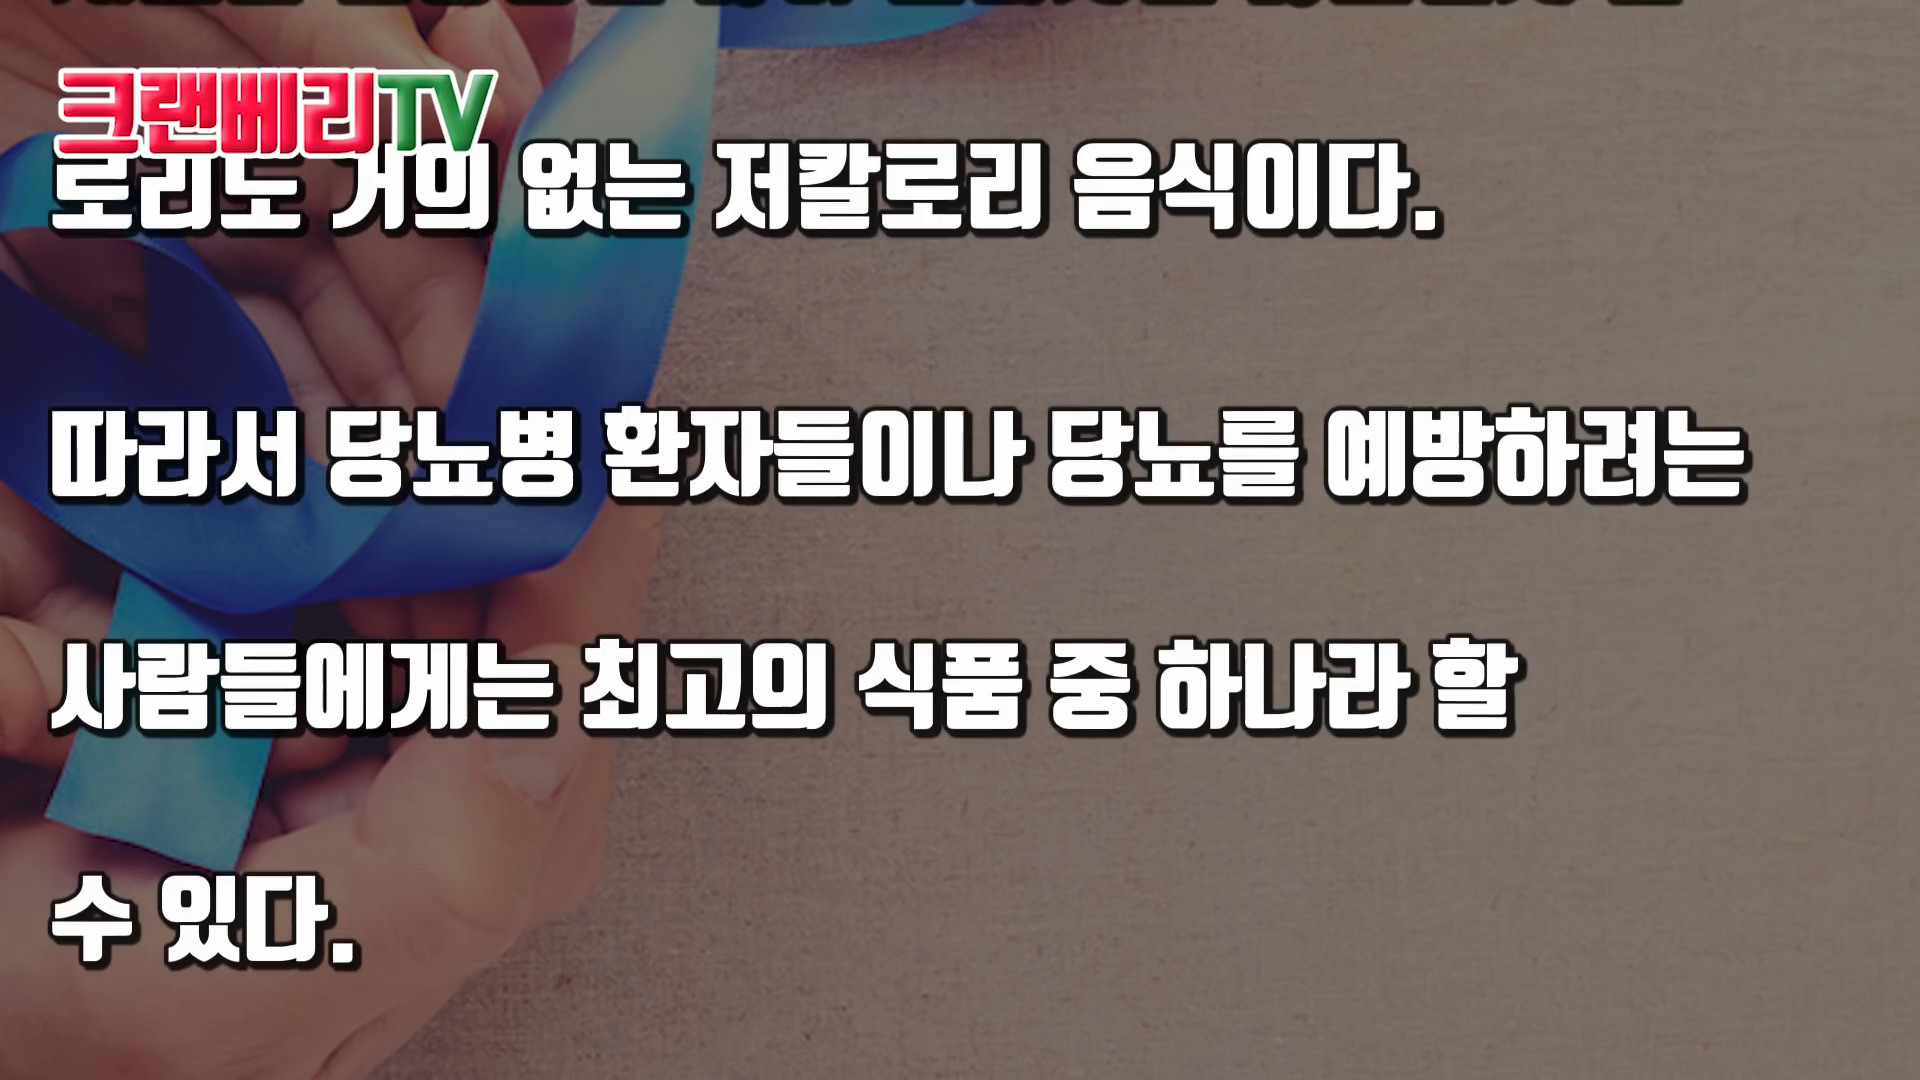 크랜베리TV
로리도 거의 없는 저칼로리 음식이다.
따라서 당뇨병 환자들이나 당뇨를 예방하려는
사람들에게는 최고의 식품 중 하나라 할
수 있다.